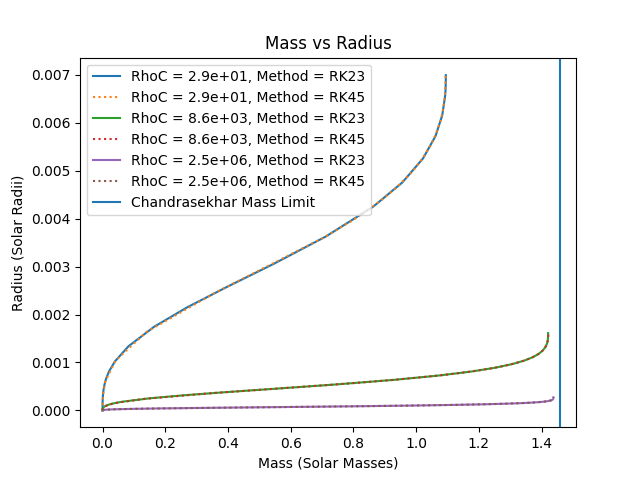 Mass vs Radius
RhoC = 2.9e+01, Method = RK23
RhoC = 2.9e+01, Method = RK45
RhoC = 8.6e+03, Method = RK23
RhoC = 8.6e+03, Method = RK45
RhoC = 2.5e+06, Method = RK23
RhoC = 2.5e+06, Method = RK45
Chandrasekhar Mass Limit
Radius (Solar Radii)
0.007
0.006
0.005
0.004
0.003
0.002
0.001
0.000
0.0 0.2 0.4 0.6 0.8 1.0 1.2 1.4
Mass (Solar Masses)